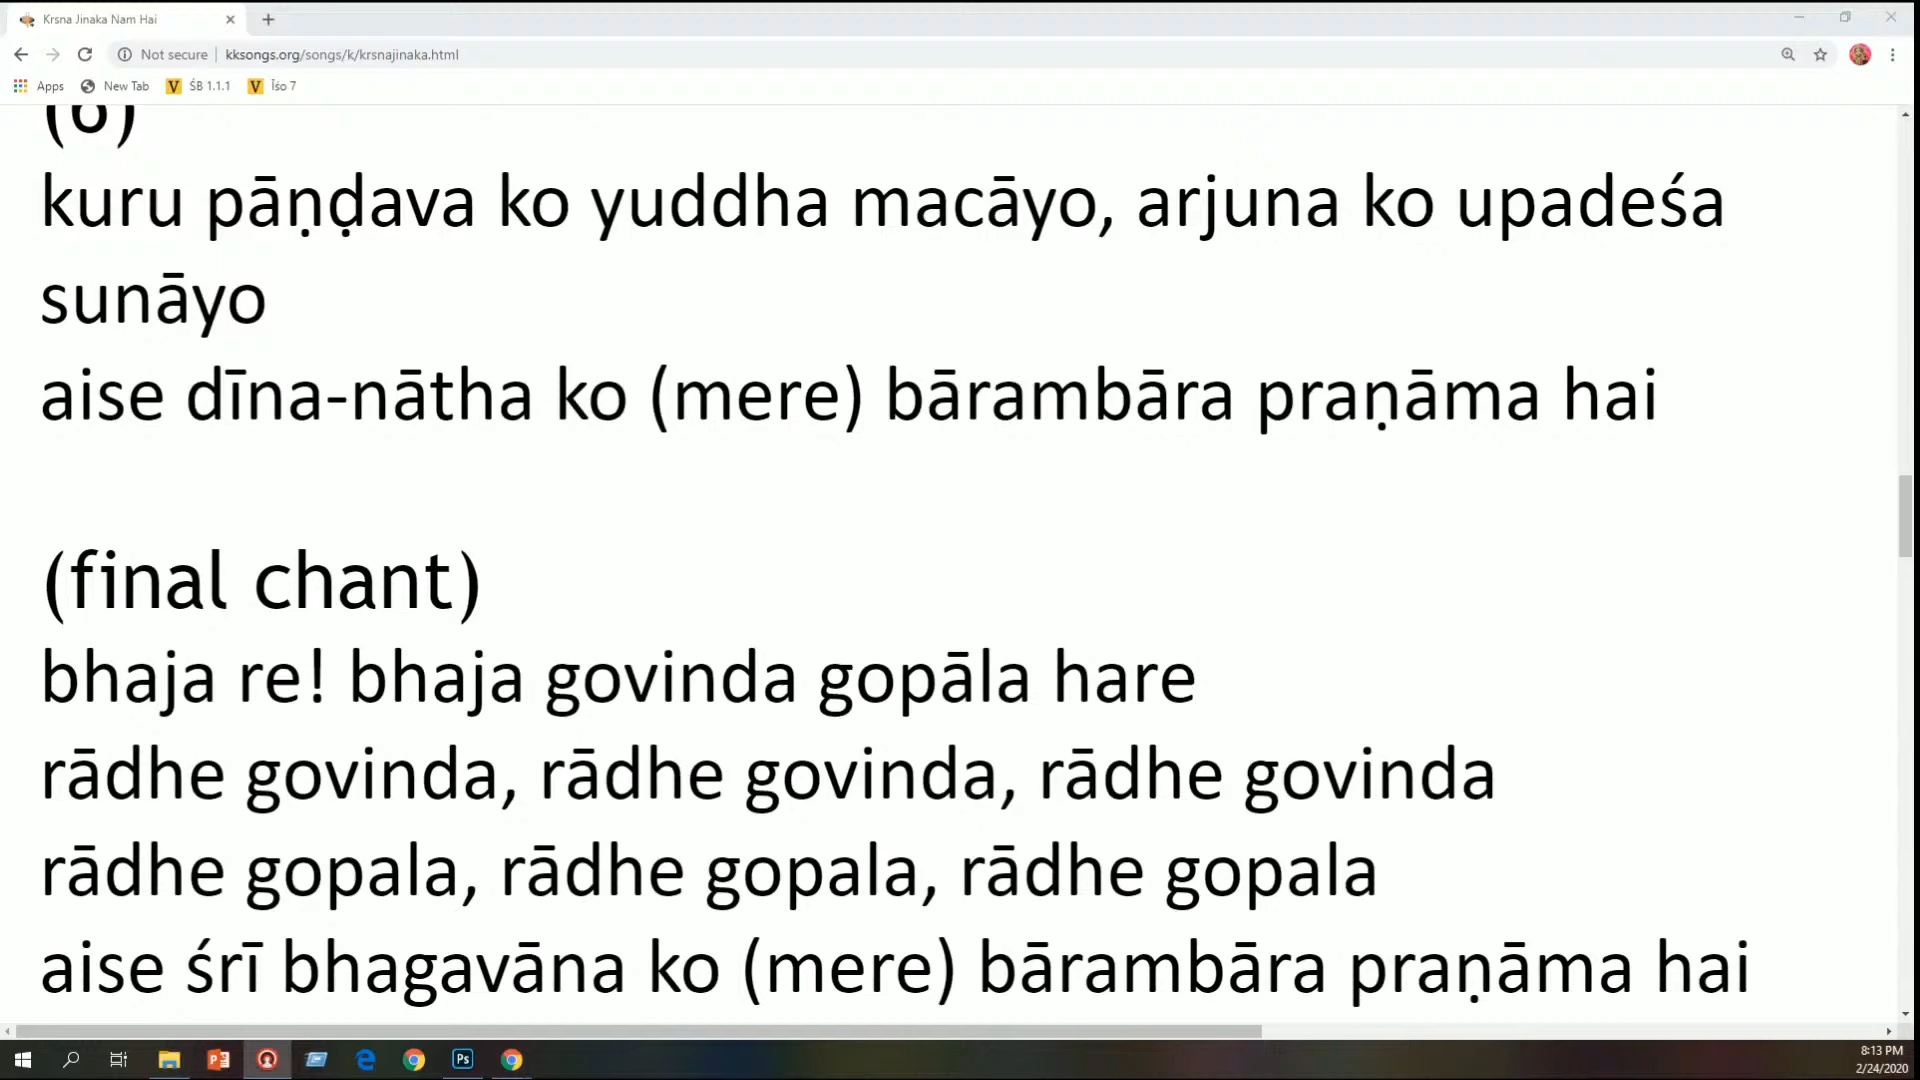 Krsna Jinaka Nam Hai
Not secure | kksongs.org/songs/k/krsnajinaka.html
Apps New Tab ŚB 1.1.1 Īśo 7
(6)
kuru pāṇḍava ko yuddha macāyo, arjuna ko upadeśa
sunāyo
aise dīna-nātha ko (mere) bārambāra praṇāma hai
(final chant)
bhaja re! bhaja govinda gopāla hare
rādhe govinda, rādhe govinda, rādhe govinda
rādhe gopala, rādhe gopala, rādhe gopala
aise śrī bhagavāna ko (mere) bārambāra praṇāma hai
8:13 PM
2/24/2020